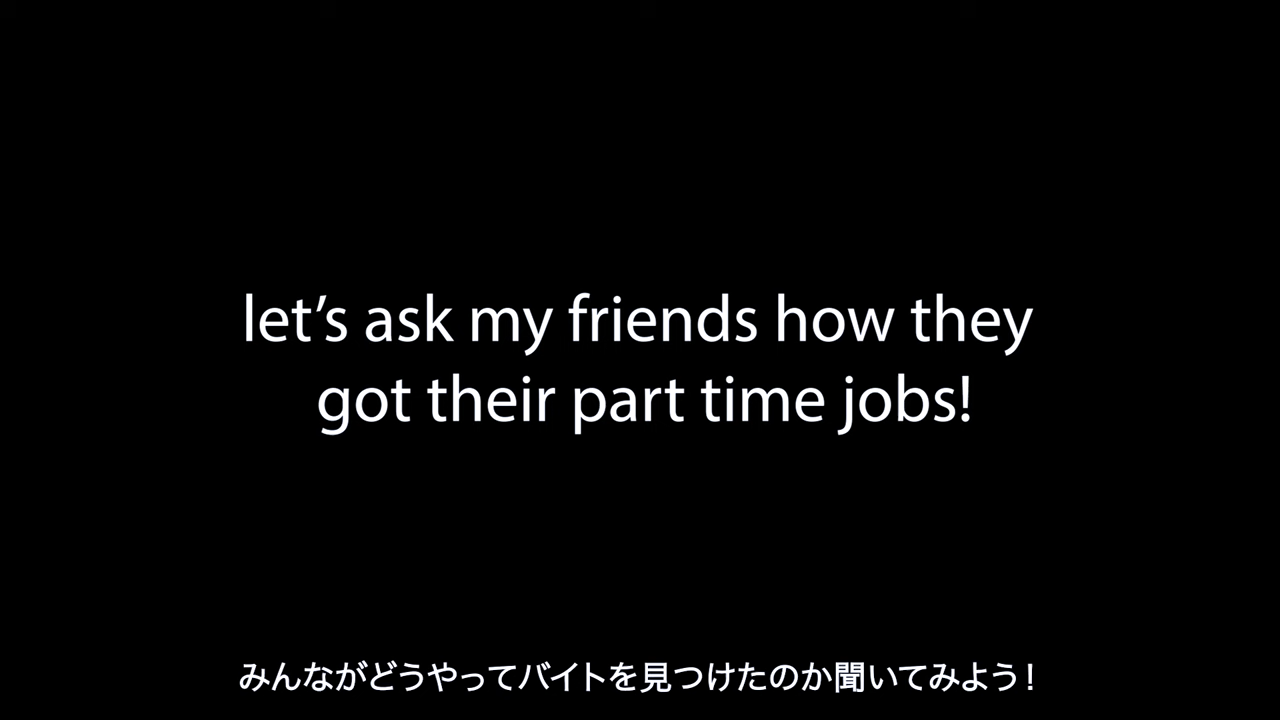 let’s ask my friends how they
got their part time jobs!
みんながどうやってバイトを見つけたのか聞いてみよう！